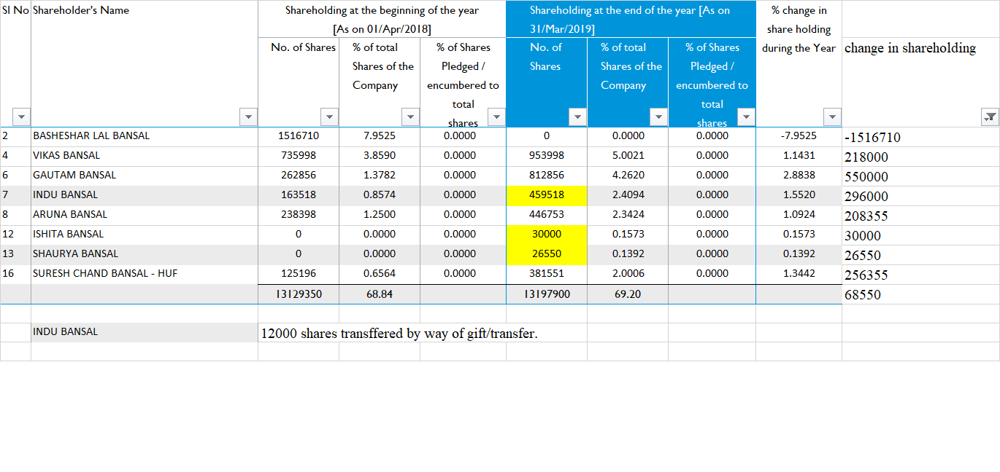 Sl No Shareholder's Name Shareholding at the beginning of the year Shareholding at the end of the year [As on % change in
[As on 01/Apr/2018] 31/Mar/2019] share holding
No. of Shares % of total % of Shares No. of % of total % of Shares during the Year change in shareholding
Shares of the Pledged / Shares Shares of the Pledged /
Company encumbered to Company encumbered to
total total
shares shares
2 BASHESHAR LAL BANSAL 1516710 7.9525 0.0000 0 0.0000 0.0000 -7.9525 -1516710
4 VIKAS BANSAL 735998 3.8590 0.0000 953998 5.0021 0.0000 1.1431 218000
6 GAUTAM BANSAL 262856 1.3782 0.0000 812856 4.2620 0.0000 2.8838 550000
7 INDU BANSAL 163518 0.8574 0.0000 459518 2.4094 0.0000 1.5520 296000
8 ARUNA BANSAL 238398 1.2500 0.0000 446753 2.3424 0.0000 1.0924 208355
12 ISHITA BANSAL 0 0.0000 0.0000 30000 0.1573 0.0000 0.1573 30000
13 SHAURYA BANSAL 0 0.0000 0.0000 26550 0.1392 0.0000 0.1392 26550
16 SURESH CHAND BANSAL - HUF 125196 0.6564 0.0000 381551 2.0006 0.0000 1.3442 256355
13129350 68.84 13197900 69.20 68550
INDU BANSAL 12000 shares transffered by way of gift/transfer.